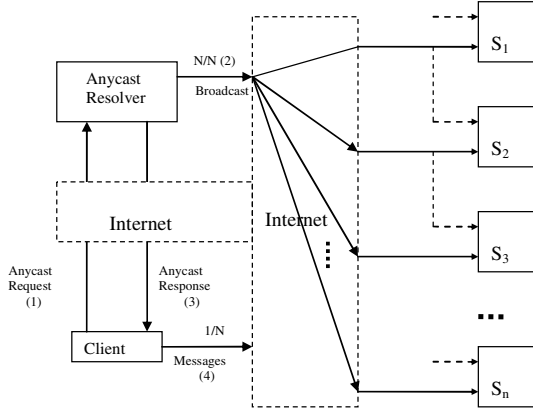 N/N (2)
Broadcast
Anycast
Resolver
S1
S2
S3
Sn
Internet
Internet
Anycast
Request
(1)
Anycast
Response
(3)
Client
1/N
Messages
(4)